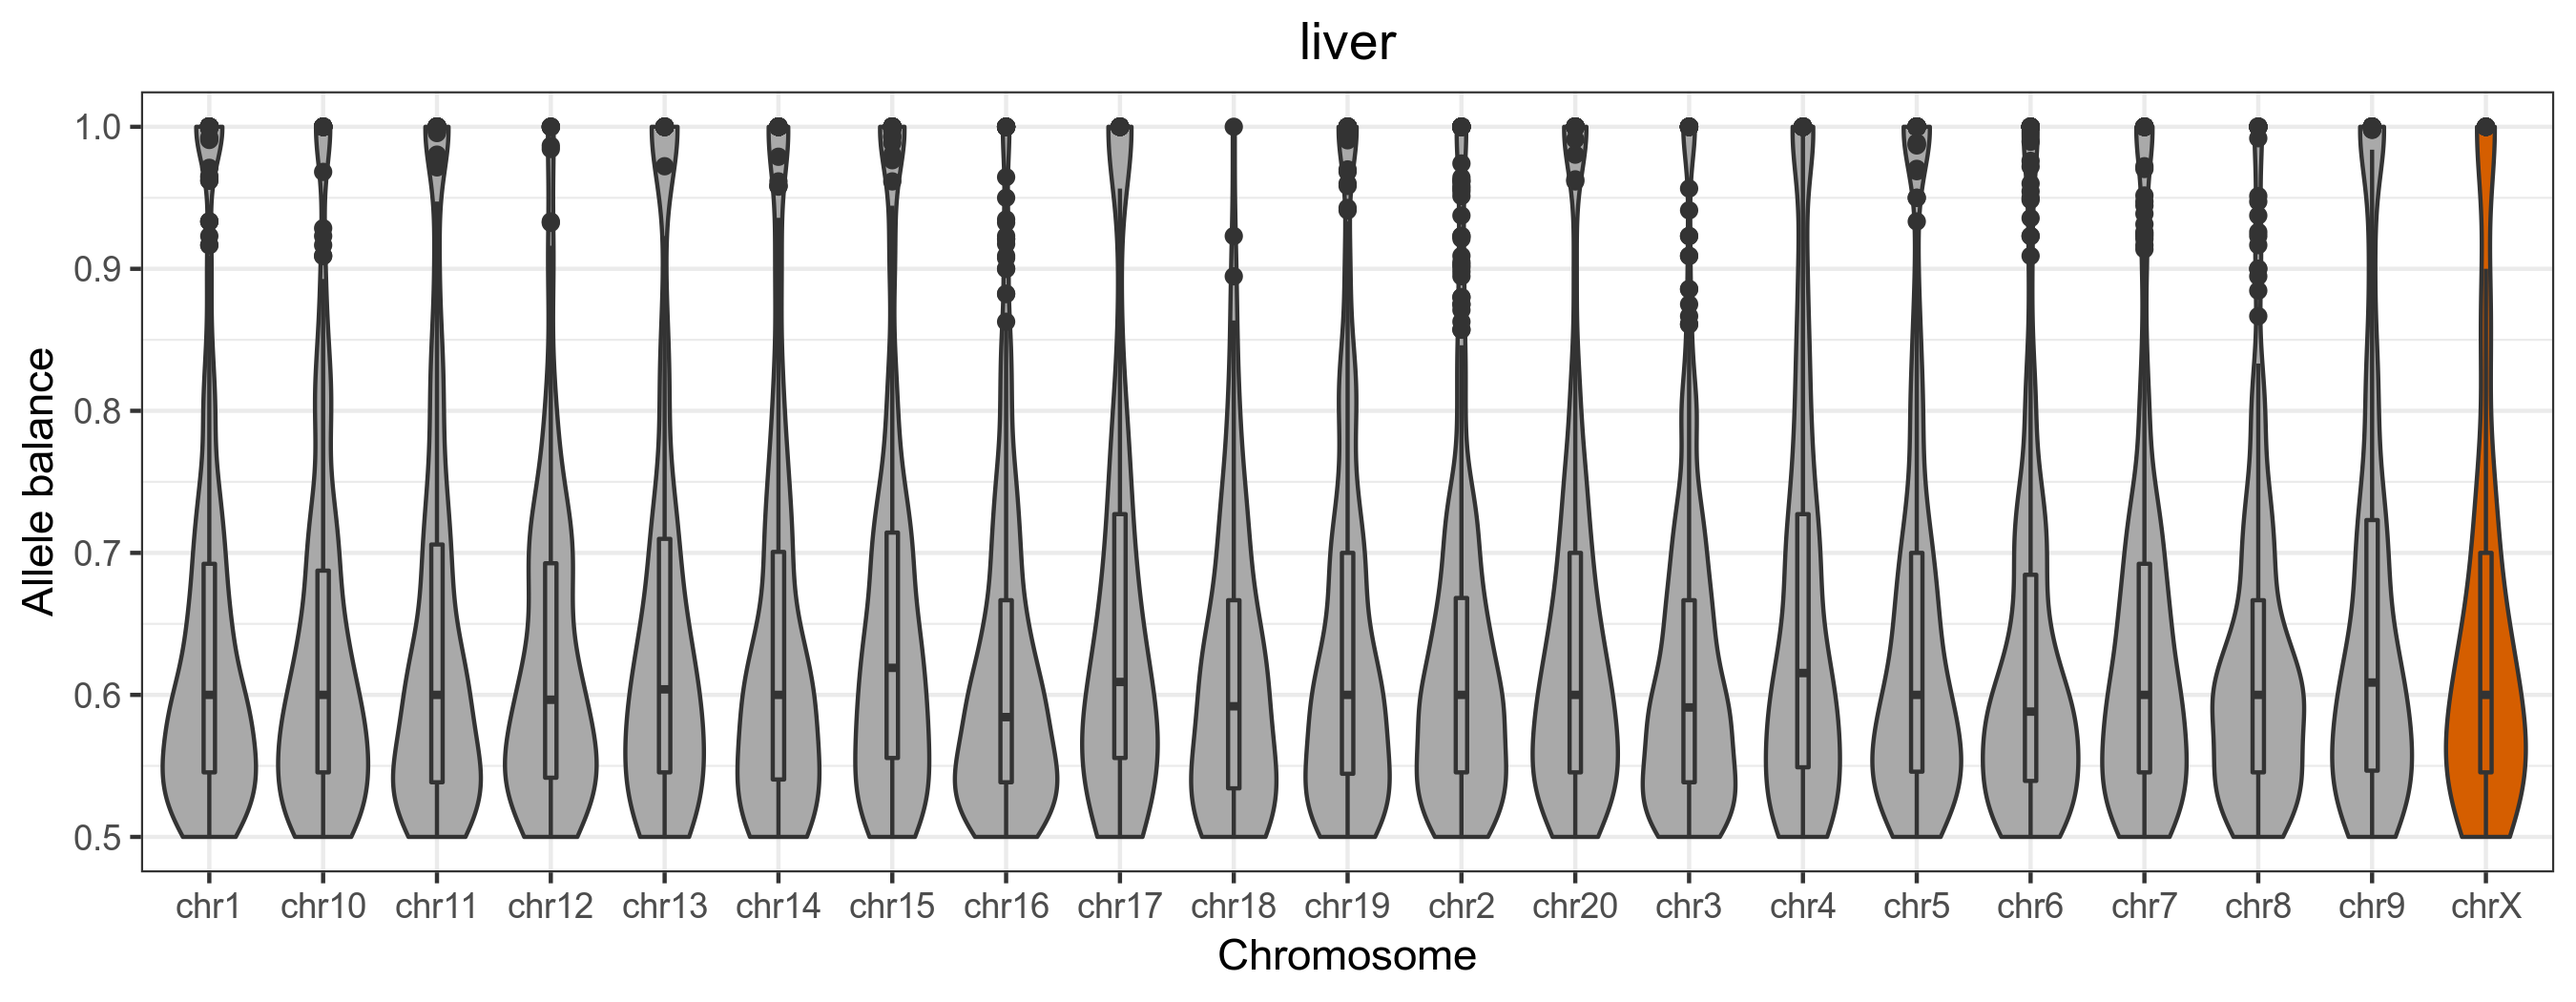 liver
Allele balance
1.0
0.9
0.8
0.7
0.6
0.5
chr1 chr10 chr11 chr12 chr13 chr14 chr15 chr16 chr17 chr18 chr19 chr2 chr20 chr3 chr4 chr5 chr6 chr7 chr8 chr9 chrX
Chromosome